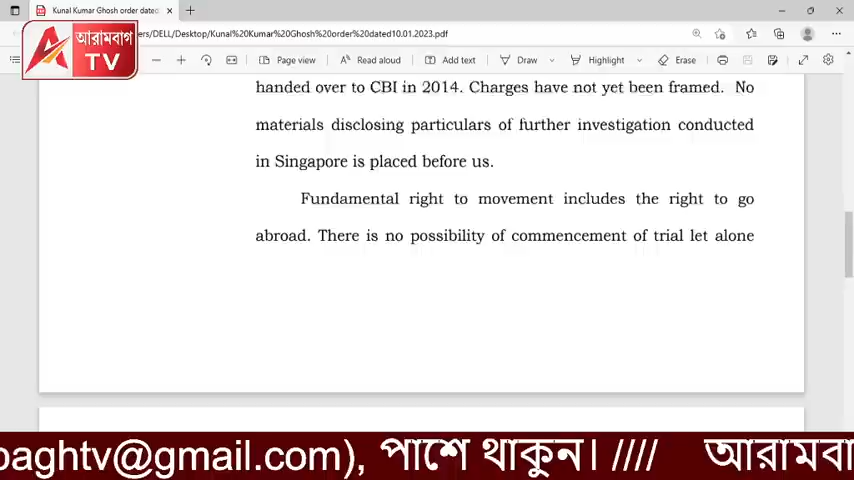 Kunal Kumar Ghosh order dated
ers/DELL/Desktop/Kunal%20Kumar%20Ghosh%20order%20dated10.01.2023.pdf
আরামবাগ
TV
Page view
Read aloud
Add text
Draw
Highlight
Erase
handed over to CBI in 2014. Charges have not yet been framed. No
materials disclosing particulars of further investigation conducted
in Singapore is placed before us.
Fundamental right to movement includes the right to go
abroad. There is no possibility of commencement of trial let alone
baghtv@gmail.com), পাশে থাকুন। //// আরামবা